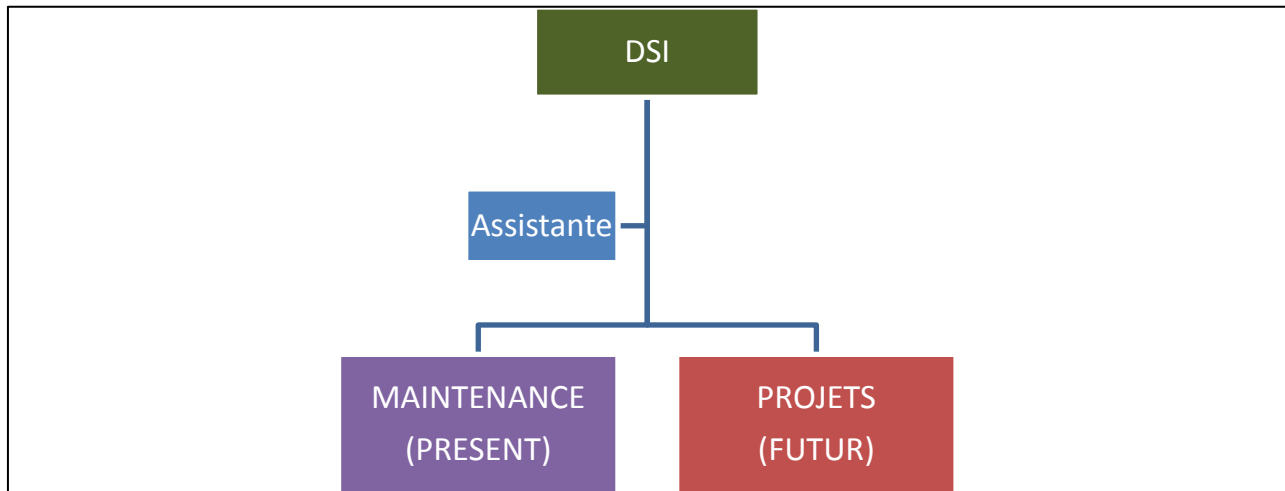 DSI
Assistante
MAINTENANCE
(PRESENT)
PROJETS
(FUTUR)